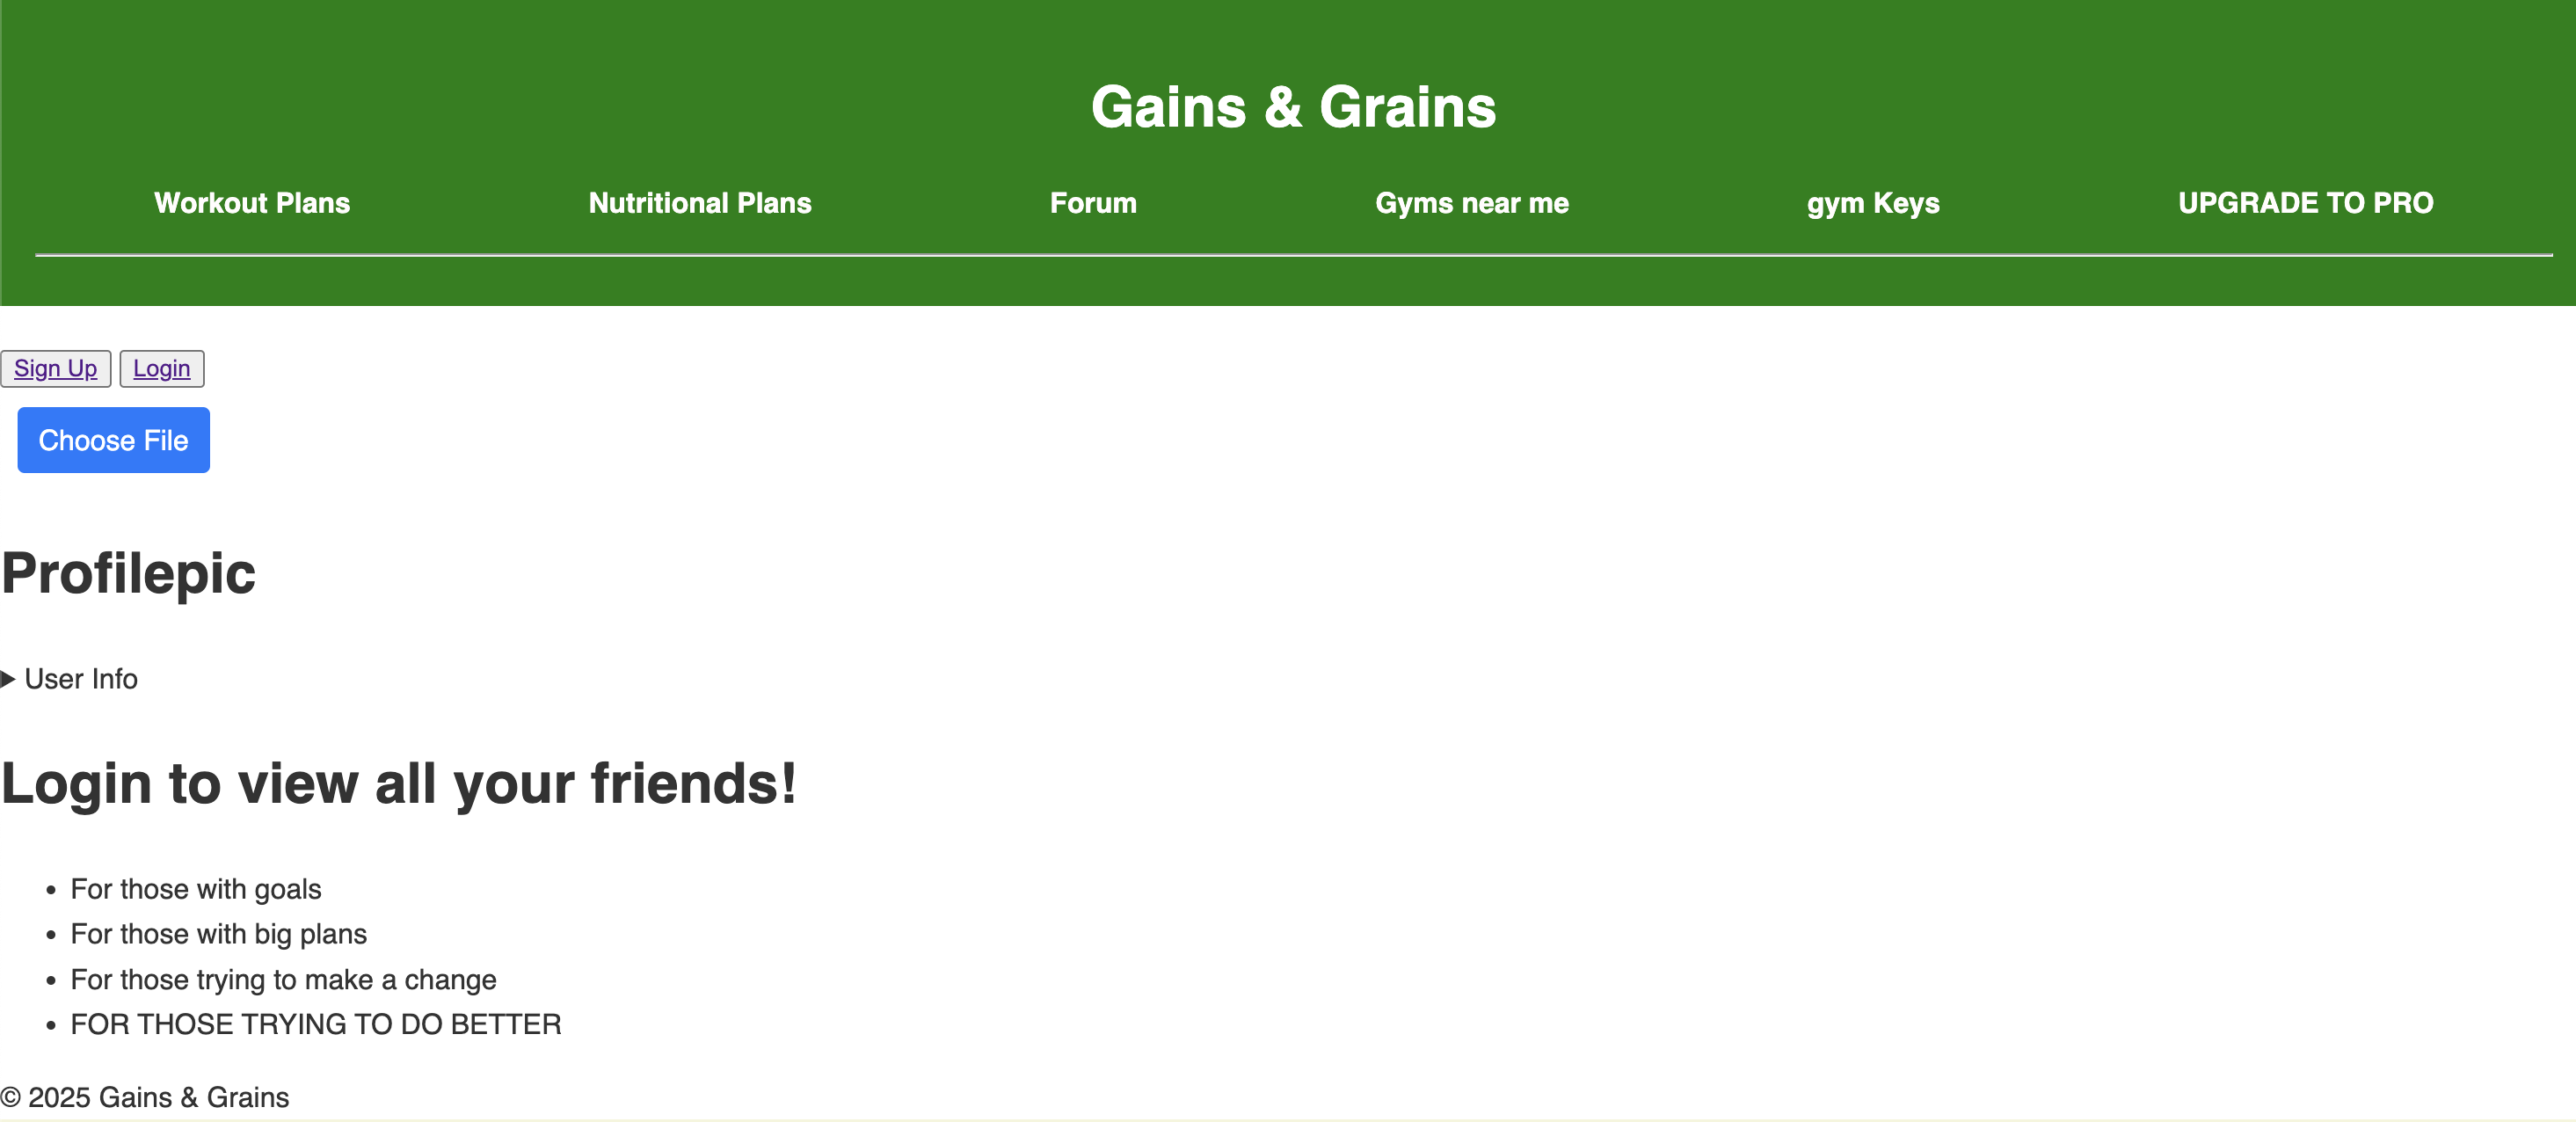 Gains & Grains
Workout Plans Nutritional Plans Forum Gyms near me gym Keys UPGRADE TO PRO
Sign Up Login
Choose File
Profilepic
User Info
Login to view all your friends!
For those with goals
For those with big plans
For those trying to make a change
FOR THOSE TRYING TO DO BETTER
© 2025 Gains & Grains